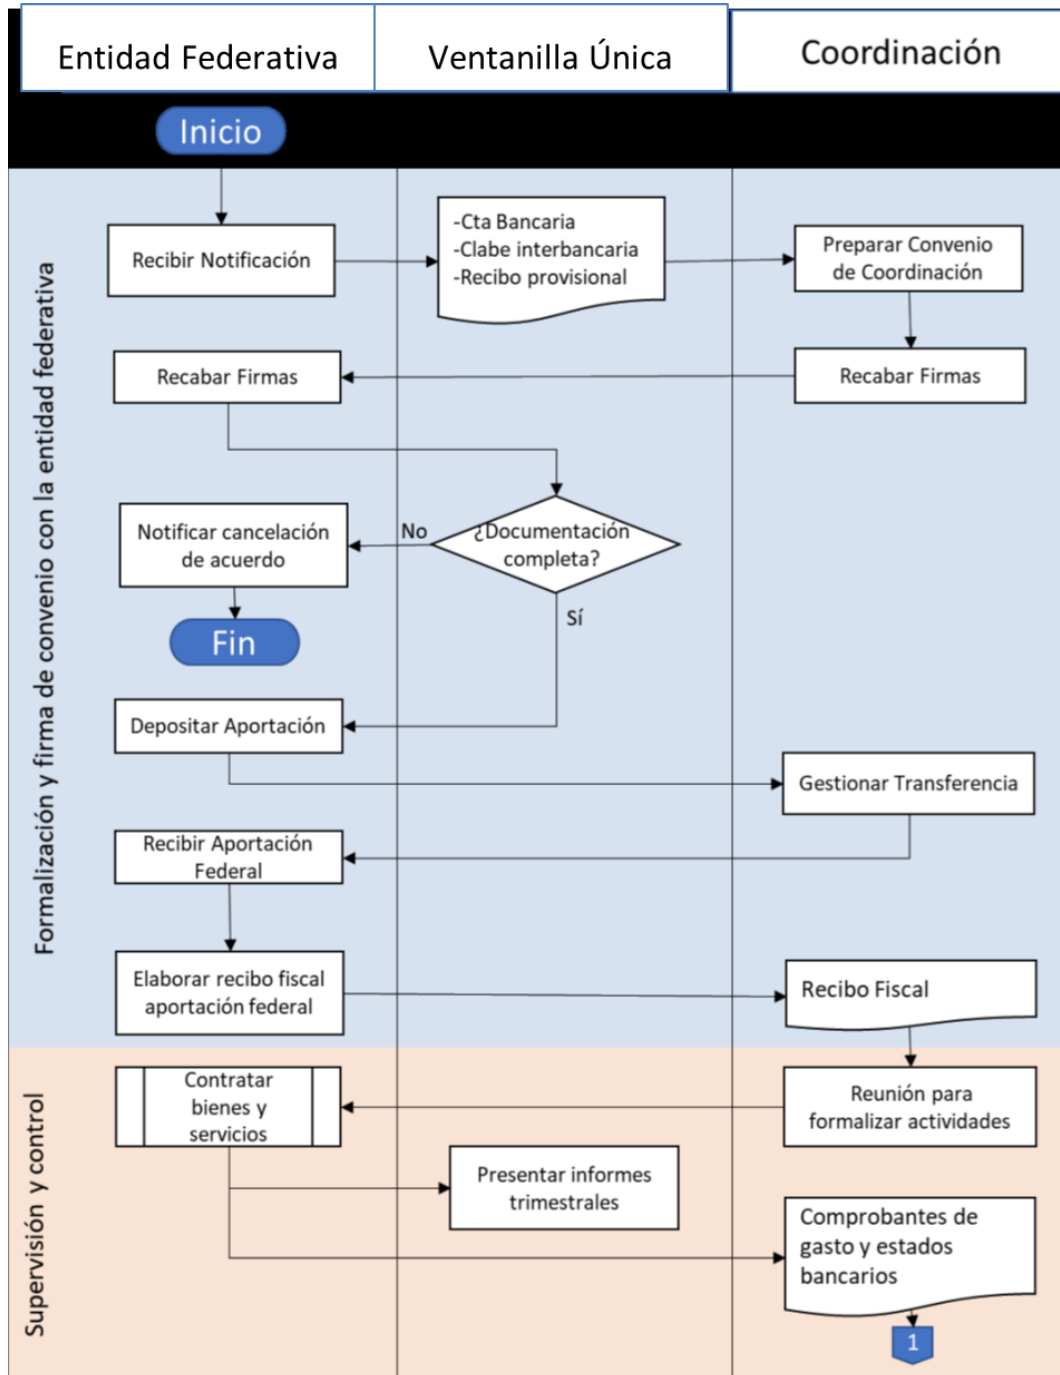 Entidad Federativa
Ventanilla Única
Coordinación
Inicio
Formalización y firma de convenio con la entidad federativa
Recibir Notificación
-Cta Bancaria
-Clabe interbancaria
-Recibo provisional
Preparar Convenio
de Coordinación
Recabar Firmas
Recabar Firmas
¿Documentación
completa?
No
Notificar cancelación
de acuerdo
Fin
Sí
Depositar Aportación
Gestionar Transferencia
Recibir Aportación
Federal
Elaborar recibo fiscal
aportación federal
Recibo Fiscal
Supervisión y control
Contratar
bienes y
servicios
Reunión para
formalizar actividades
Presentar informes
trimestrales
Comprobantes de
gasto y estados
bancarios
1